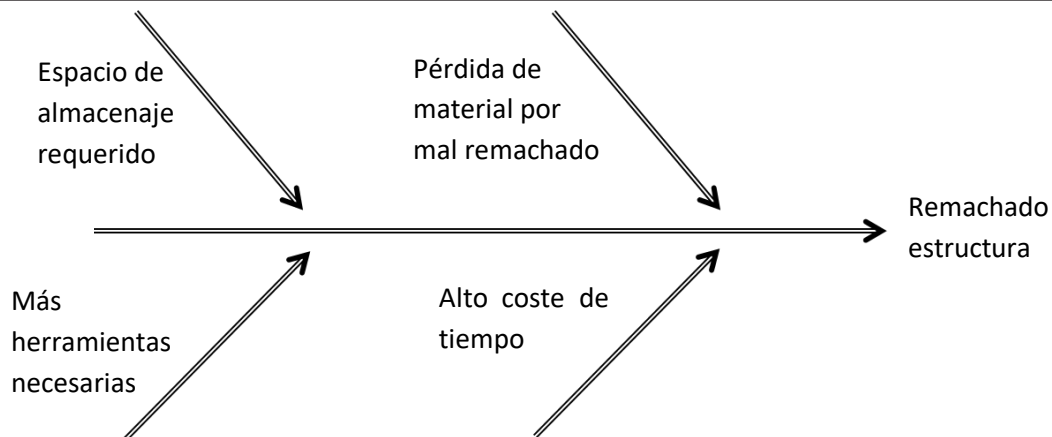 Espacio de
almacenaje
requerido
Pérdida de
material por
mal remachado
Remachado
estructura
Más
herramientas
necesarias
Alto coste de
tiempo